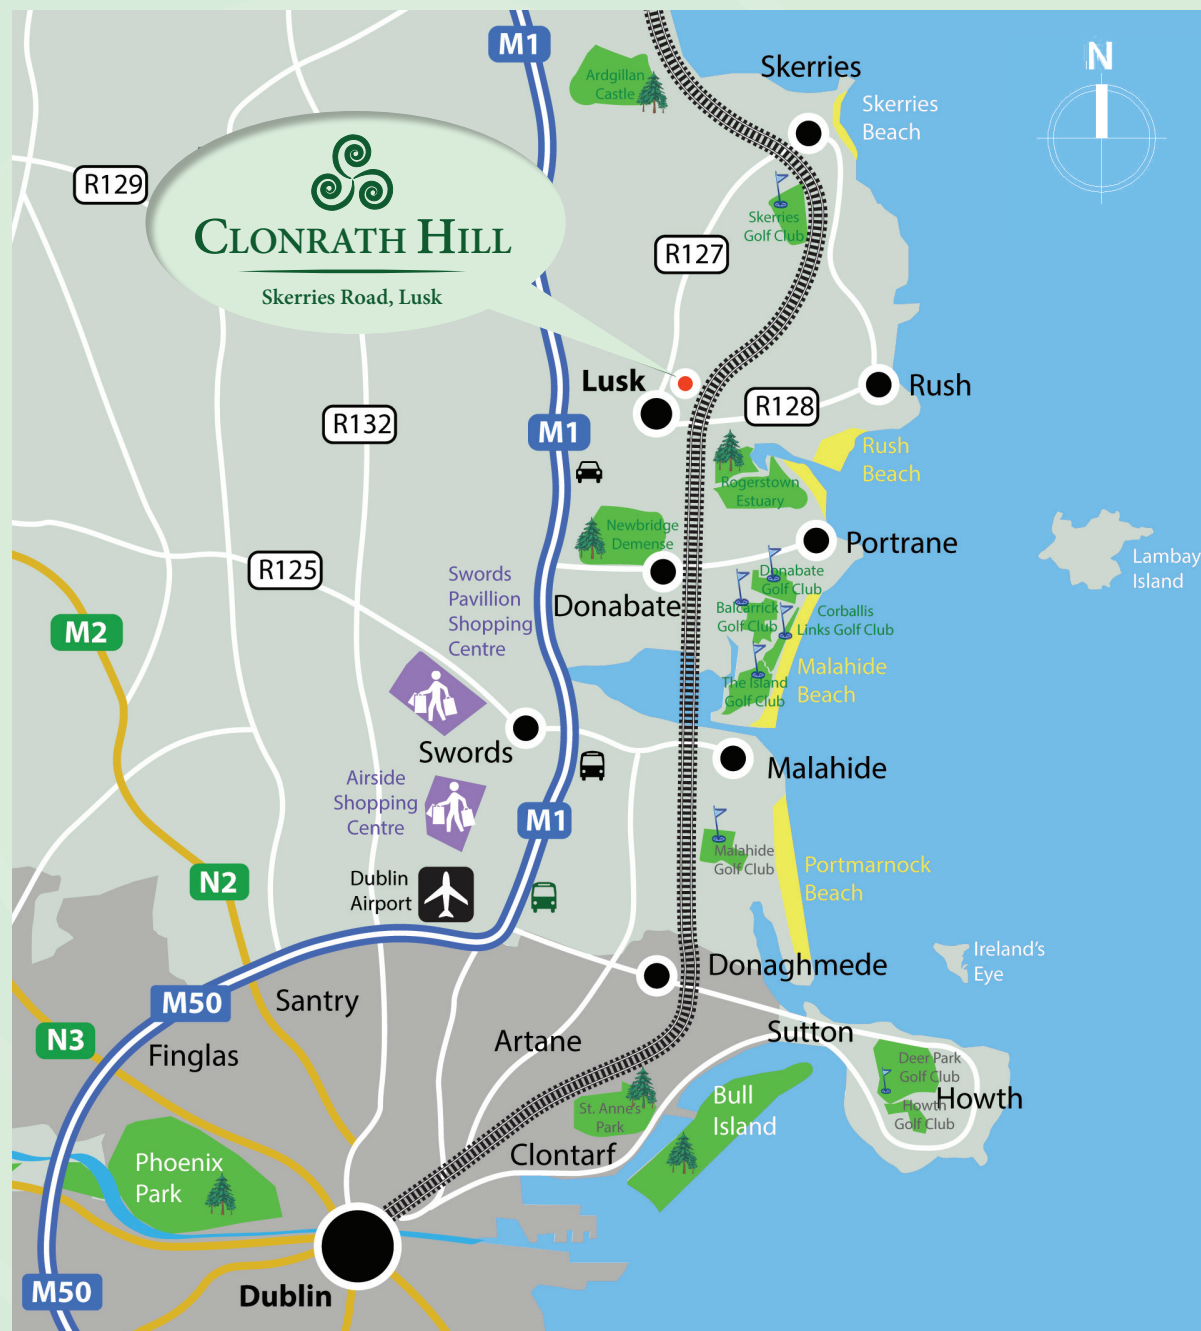 M1
Skerries
N
Ardgillan
Castle
Skerries
Beach
R129
CLONRATH HILL
Skerries Road, Lusk
Skerries
Golf Club
R127
Lusk
Rush
R128
R132
M1
Rush
Beach
Rogerstown
Estuary
Newbridge
Demense
Portrane
Lambay
Island
R125
Swords
Pavillion
Shopping
Centre
Donabate
Donabate
Golf Club
Balcarrick
Golf Club
Corballis
Links Golf Club
M2
Malahide
Beach
The Island
Golf Club
Swords
Malahide
Airside
Shopping
Centre
M1
Malahide
Golf Club
Portmarnock
Beach
N2
Dublin
Airport
Donaghmede
Ireland's
Eye
M50
Santry
Sutton
N3
Finglas
Artane
Deer Park
Golf Club
Howth
Howth
Golf Club
St. Anne's
Park
Bull
Island
Clontarf
Phoenix
Park
M50
Dublin